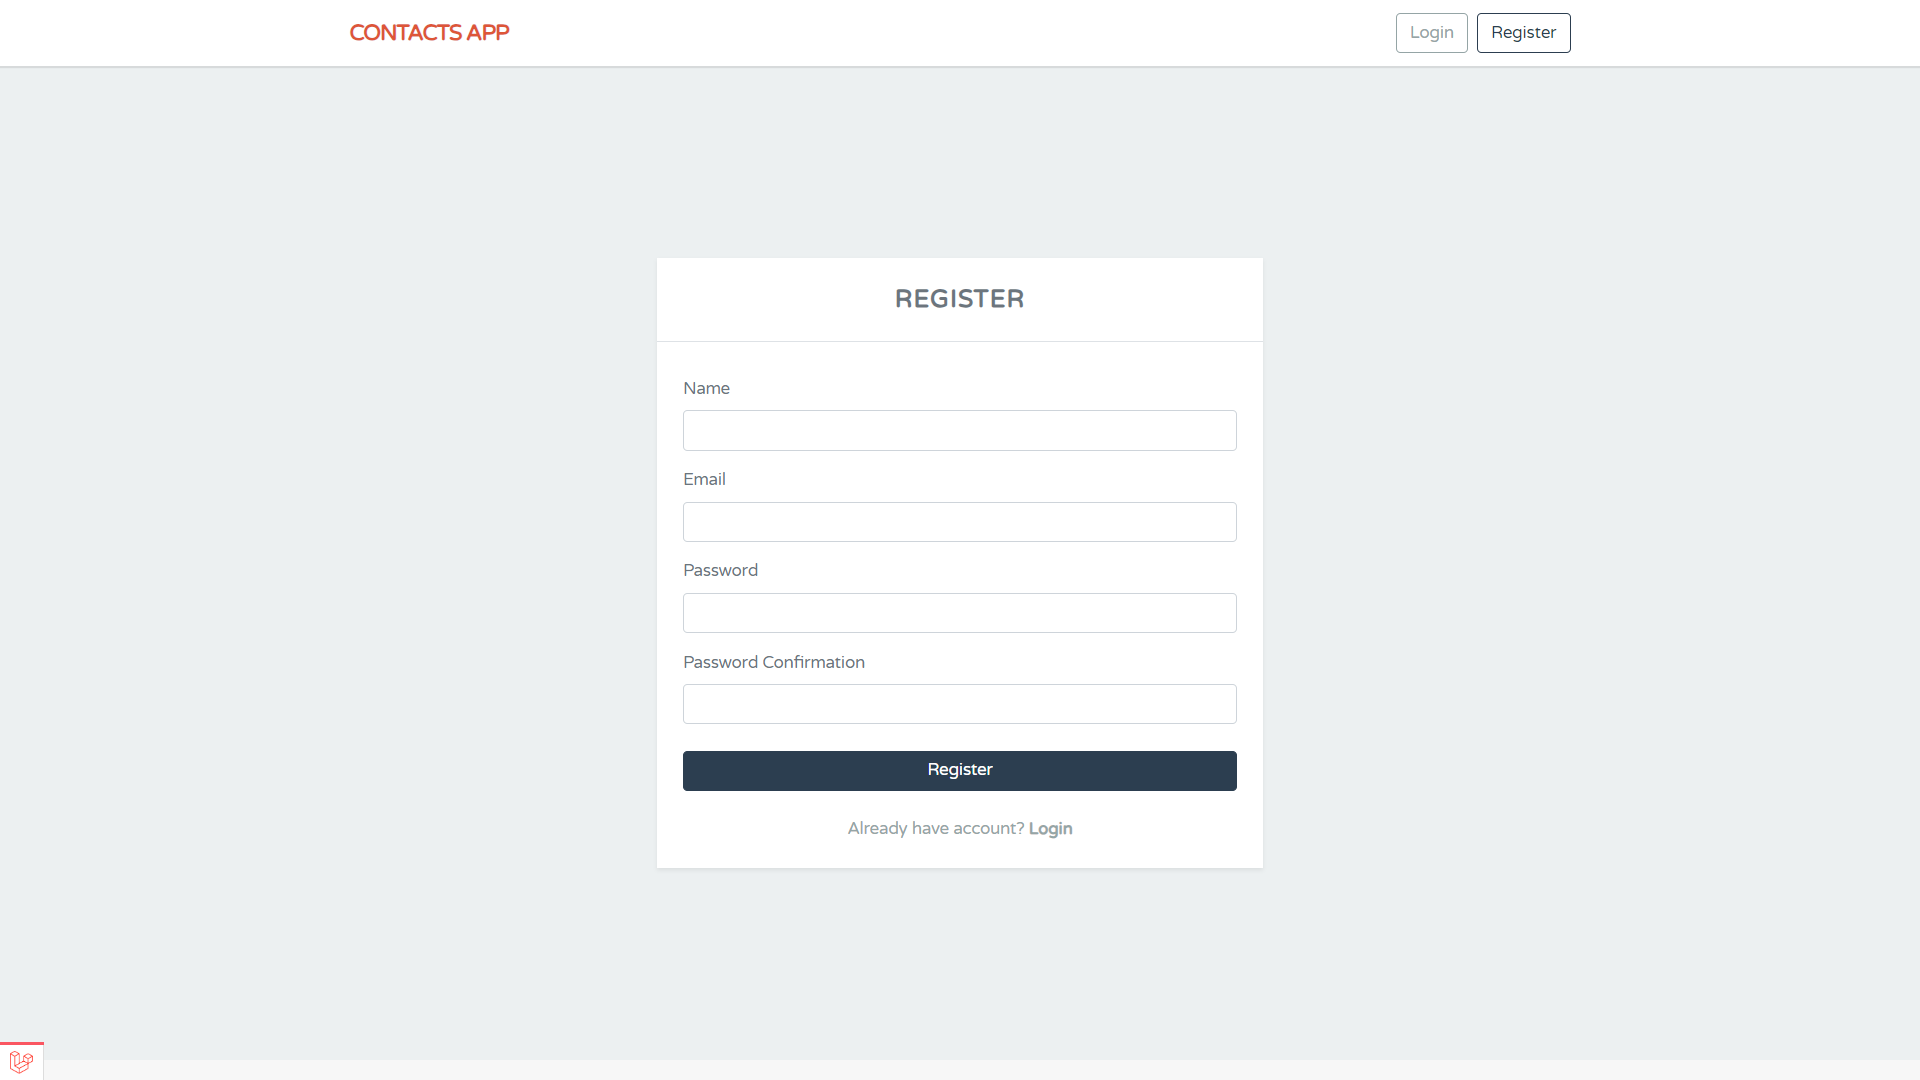 CONTACTS APP
Login
Register
REGISTER
Name
Email
Password
Password Confirmation
Register
Already have account? Login